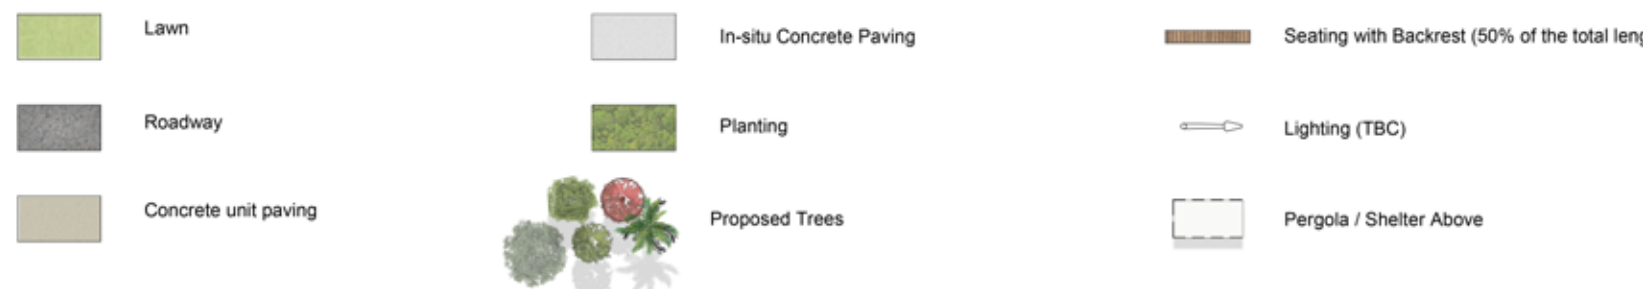 Lawn
In-situ Concrete Paving
Seating with Backrest (50% of the total
Roadway
Planting
Lighting (TBC)
Concrete unit paving
Proposed Trees
Pergola / Shelter Above